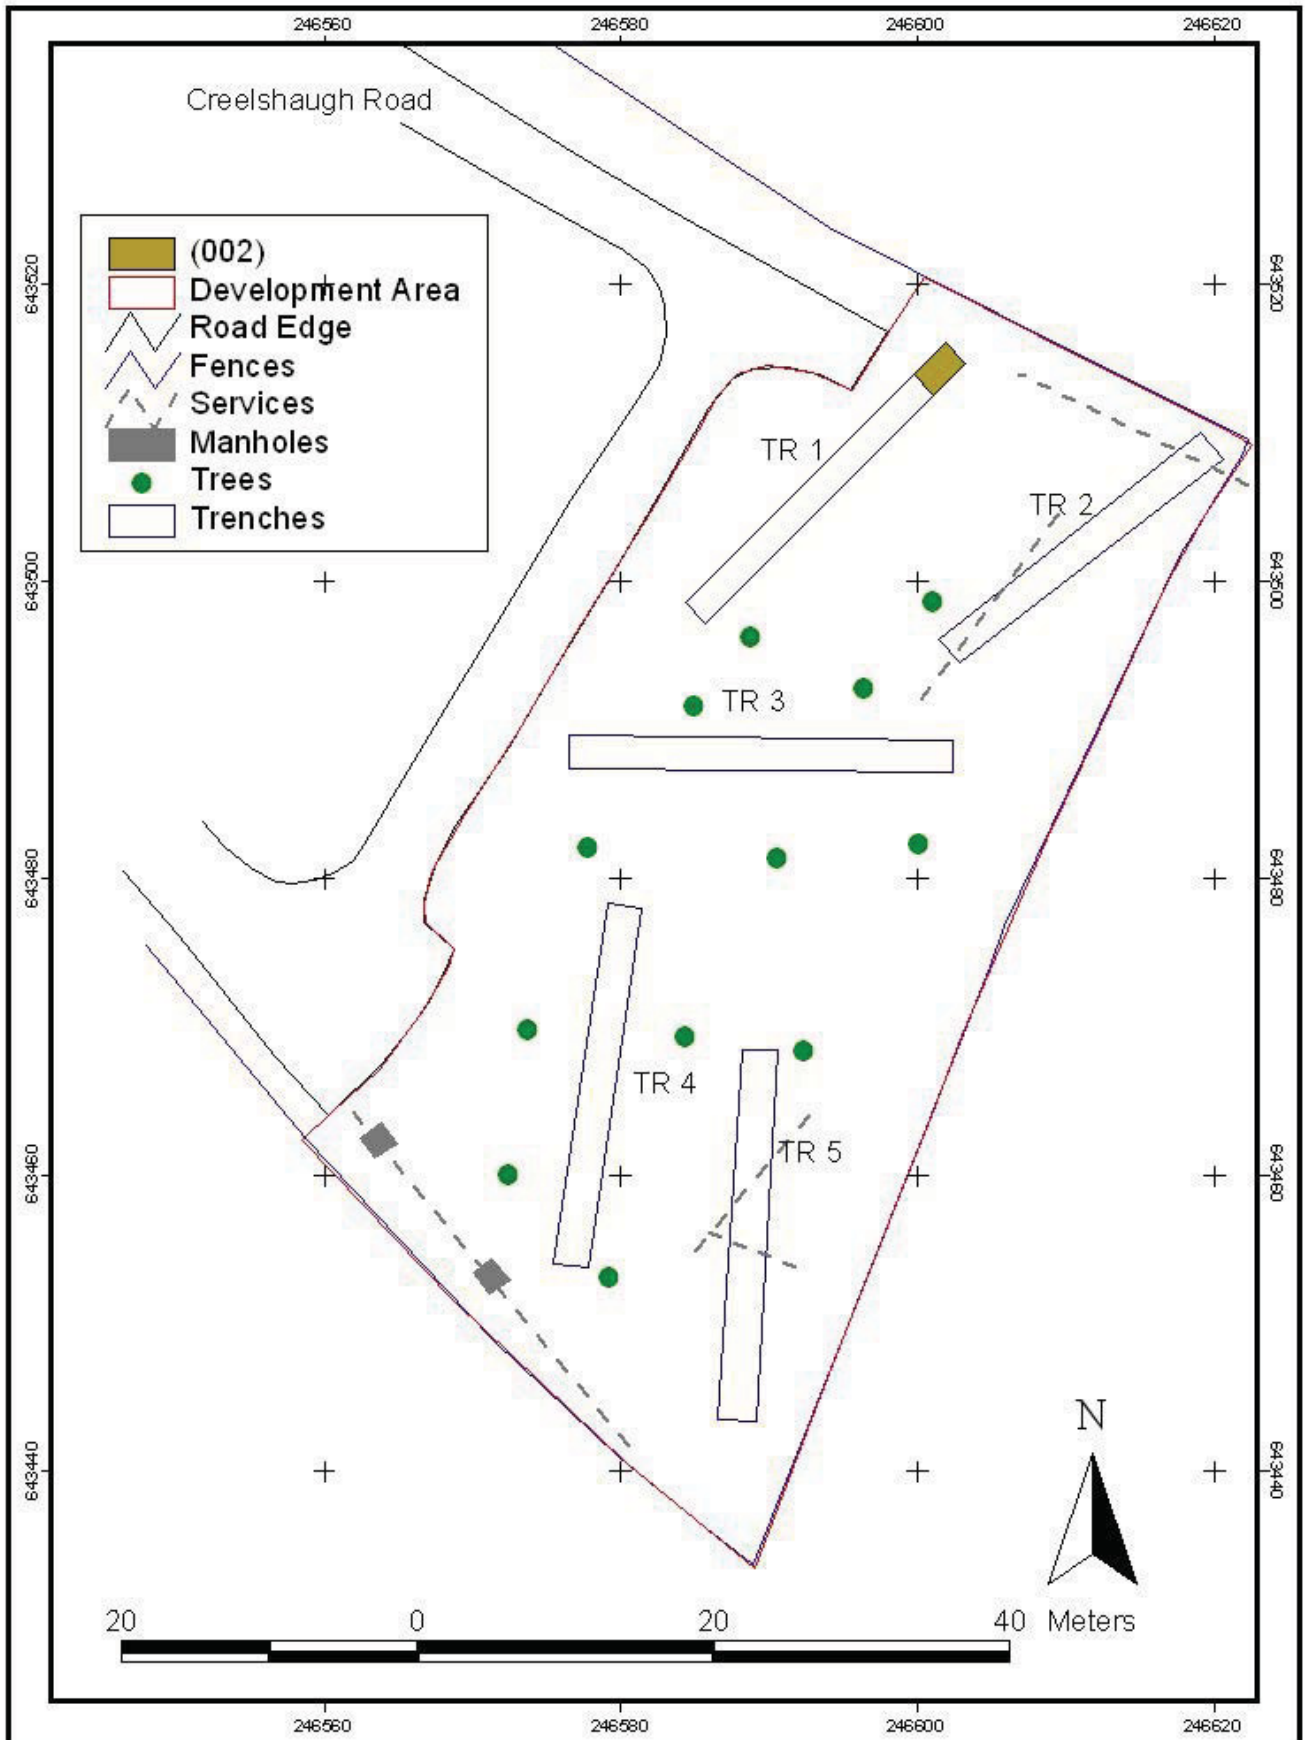 246560 246580 246600 246620
Creelshaugh Road
(002)
Development Area
Road Edge
Fences
Services
Manholes
Trees
Trenches
643520
643520
TR 1
TR 2
643500
643500
TR 3
643480
643480
TR 4
TR 5
643460
643460
643440
643440
N
20 0 20 40 Meters
246560 246580 246600 246620